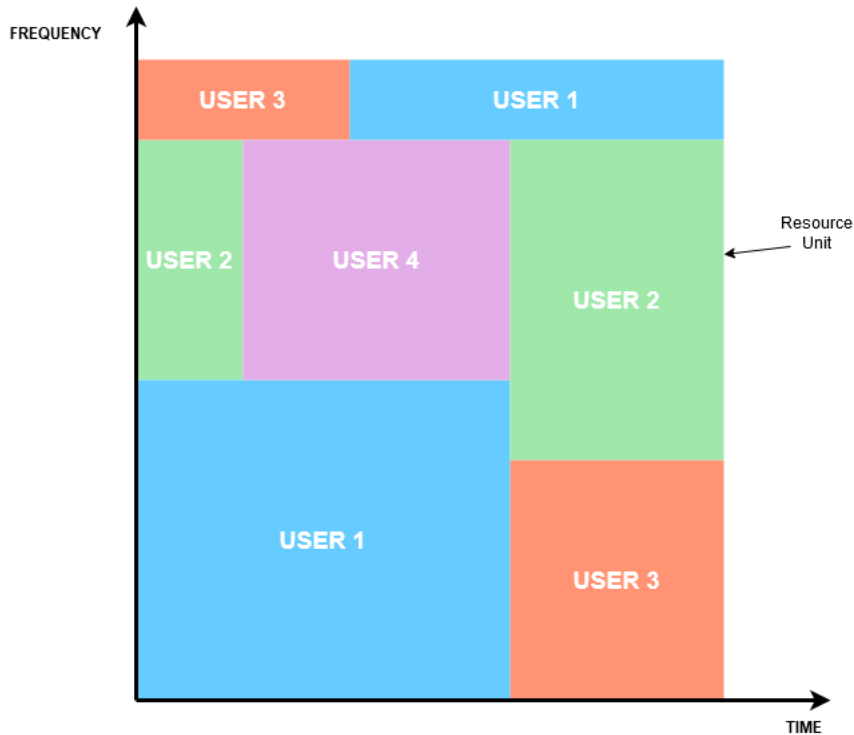 FREQUENCY
USER 3
USER 1
USER 2
USER 4
USER 2
Resource
Unit
USER 1
USER 3
TIME